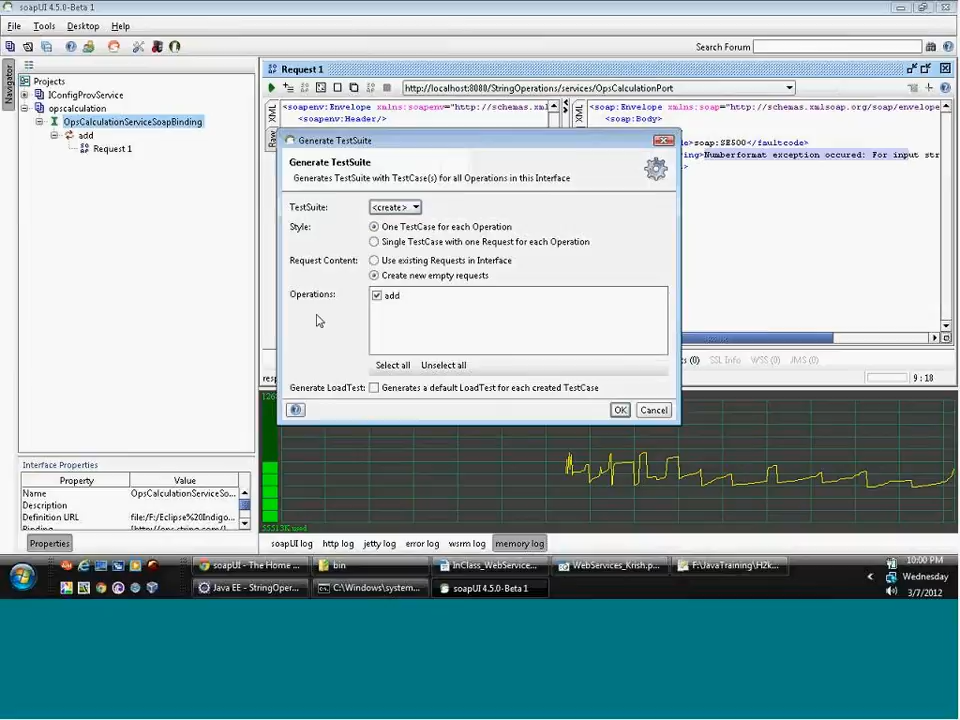 soapUI 4.5.0-Beta 1
File Tools Desktop Help
Search Forum
Navigator
Projects
IConfigProvService
opscalculation
OpsCalculationServiceSoapBinding
add
Request 1
Request 1
http://localhost:8080/StringOperations/services/OpsCalculationPort
XML
Raw
<soapenv:Envelope xmlns:soapenv="http://schemas.
<soapenv:Header/>
XML
<soap:Envelope xmlns:soap="http://schemas.xmlsoap.org/soap/envelope
<soap:Body>
>soap:SE500</faultcode>
ing>Numberformat exception occured: For input str
Generate TestSuite
Generate TestSuite
Generates TestSuite with TestCase(s) for all Operations in this Interface
TestSuite: <create>
Style: One TestCase for each Operation
Single TestCase with one Request for each Operation
Request Content: Use existing Requests in Interface
Create new empty requests
Operations: add
Select all Unselect all
Generate LoadTest: Generates a default LoadTest for each created TestCase
OK Cancel
(0) SSL Info WSS (0) JMS (0)
resp
9 : 18
Interface Properties
Property Value
Name OpsCalculationServiceSo...
Description
Definition URL file:/F:/Eclipse%20Indigo...
Properties
soapUI log http log jetty log error log wsrm log memory log
soapUI - The Home ...
bin
InClass_WebService...
WebServices_Krish.p...
F:\JavaTraining\H2k...
10:00 PM
Java EE - StringOper...
C:\Windows\system...
soapUI 4.5.0-Beta 1
Wednesday
3/7/2012